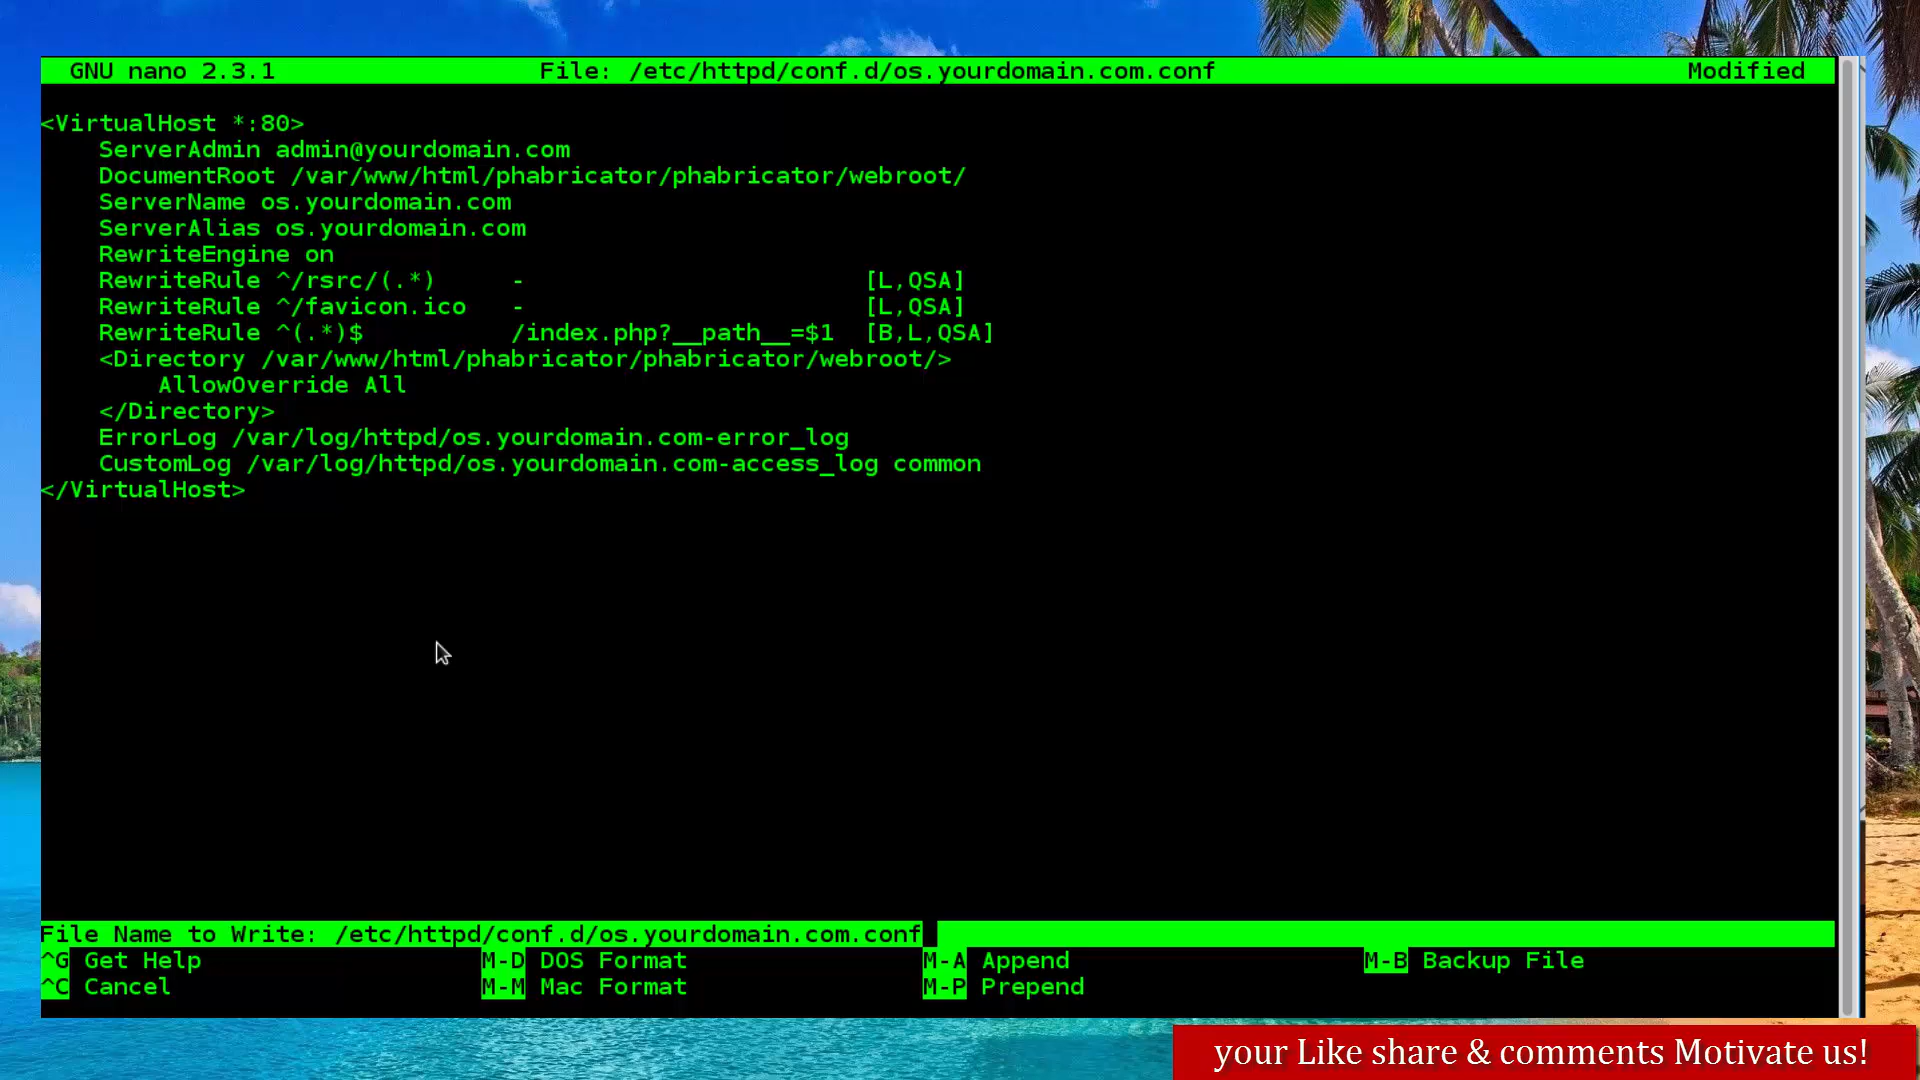 GNU nano 2.3.1 File: /etc/httpd/conf.d/os.yourdomain.com.conf Modified
<VirtualHost *:80>
    ServerAdmin admin@yourdomain.com
    DocumentRoot /var/www/html/phabricator/phabricator/webroot/
    ServerName os.yourdomain.com
    ServerAlias os.yourdomain.com
    RewriteEngine on
    RewriteRule ^/rsrc/(.*)     -                       [L,QSA]
    RewriteRule ^/favicon.ico   -                       [L,QSA]
    RewriteRule ^(.*)$          /index.php?__path__=$1  [B,L,QSA]
    <Directory /var/www/html/phabricator/phabricator/webroot/>
        AllowOverride All
    </Directory>
    ErrorLog /var/log/httpd/os.yourdomain.com-error_log
    CustomLog /var/log/httpd/os.yourdomain.com-access_log common
</VirtualHost>
File Name to Write: /etc/httpd/conf.d/os.yourdomain.com.conf
^G Get Help M-D DOS Format M-A Append M-B Backup File
^C Cancel M-M Mac Format M-P Prepend
your Like share & comments Motivate us!